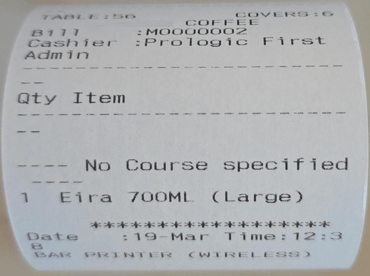 TABLE:56 COVERS:6
COFFEE
Bill :M0000002
Cashier :Prologic First
Admin
------------------------------
--
Qty Item
------------------------------
--
---- No Course specified
----
1 Eira 700ML (Large)
******************
Date :19-Mar Time:12:3
8
BAR PRINTER (WIRELESS)